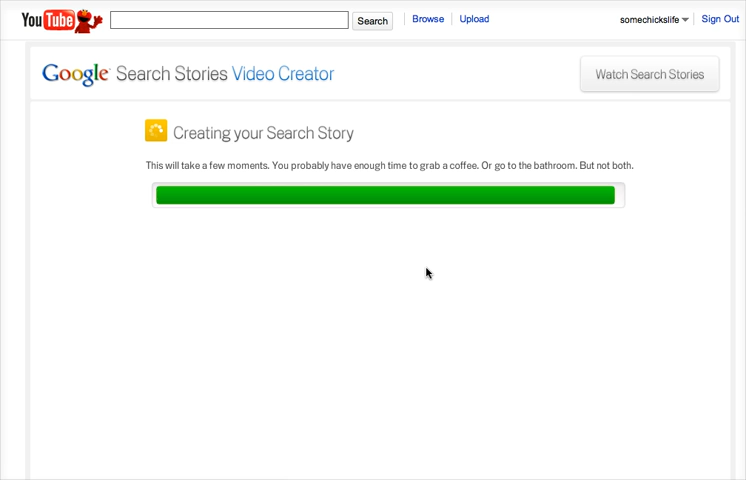 YouTube Search Browse Upload somechickslife Sign Out
Google Search Stories Video Creator Watch Search Stories
Creating your Search Story
This will take a few moments. You probably have enough time to grab a coffee. Or go to the bathroom. But not both.